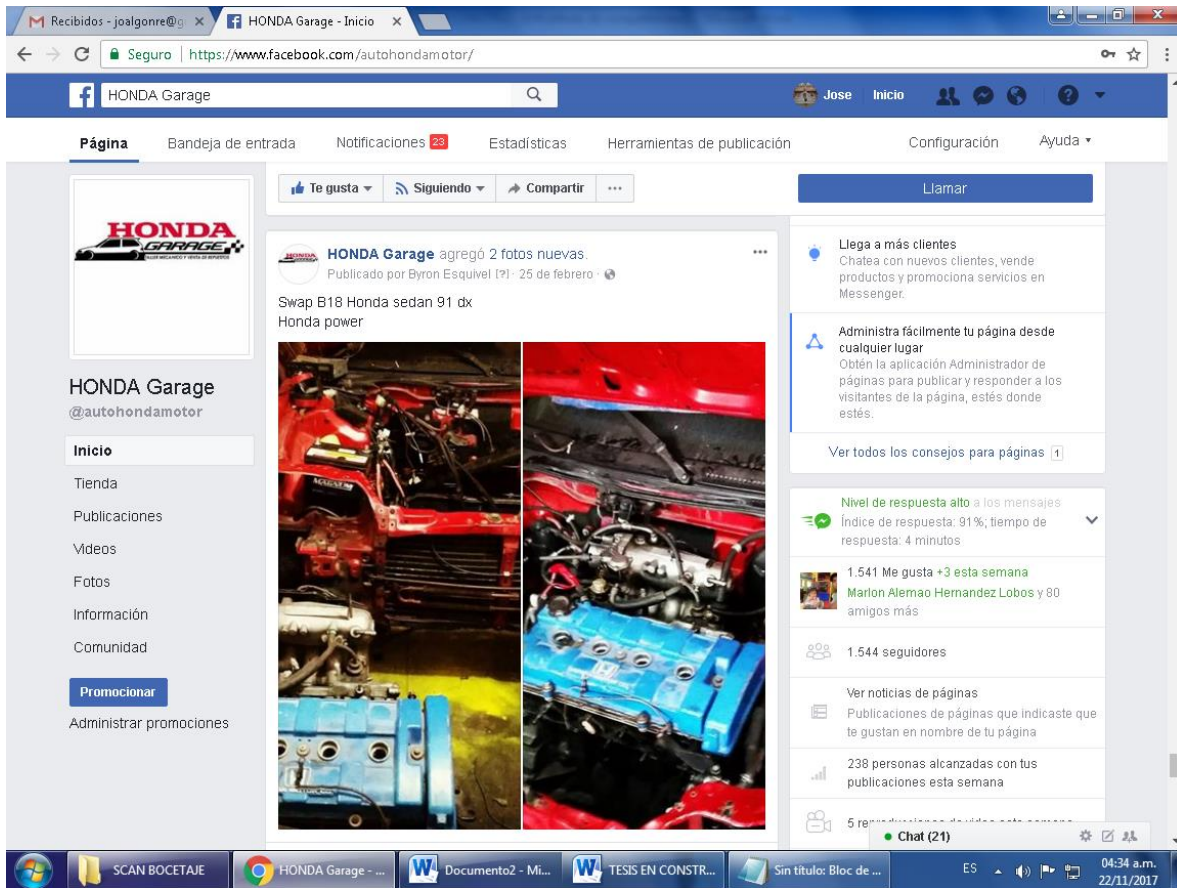 Recibidos - joalgonre@g
HONDA Garage - Inicio
Seguro | https://www.facebook.com/autohondamotor/
HONDA Garage
Jose Inicio
Página Bandeja de entrada Notificaciones 23 Estadísticas Herramientas de publicación Configuración Ayuda
HONDA
GARAGE
TALLER MECANICO Y VENTA DE REPUESTOS
HONDA Garage
@autohondamotor
Inicio
Tienda
Publicaciones
Videos
Fotos
Información
Comunidad
Promocionar
Administrar promociones
Te gusta Siguiendo Compartir ...
HONDA Garage agregó 2 fotos nuevas.
Publicado por Byron Esquivel [?] · 25 de febrero ·
Swap B18 Honda sedan 91 dx
Honda power
MAGNUM
Llamar
Llega a más clientes
Chatea con nuevos clientes, vende
productos y promociona servicios en
Messenger.
Administra fácilmente tu página desde
cualquier lugar
Obtén la aplicación Administrador de
páginas para publicar y responder a los
visitantes de la página, estés donde
estés.
Ver todos los consejos para páginas 1
Nivel de respuesta alto a los mensajes
Índice de respuesta: 91%; tiempo de
respuesta: 4 minutos
1.541 Me gusta +3 esta semana
Marlon Alemao Hernandez Lobos y 80
amigos más
1.544 seguidores
Ver noticias de páginas
Publicaciones de páginas que indicaste que
te gustan en nombre de tu página
238 personas alcanzadas con tus
publicaciones esta semana
Chat (21)
SCAN BOCETAJE
HONDA Garage - ...
Documento2 - Mi...
TESIS EN CONSTR...
Sin título: Bloc de ...
ES
04:34 a.m.
22/11/2017